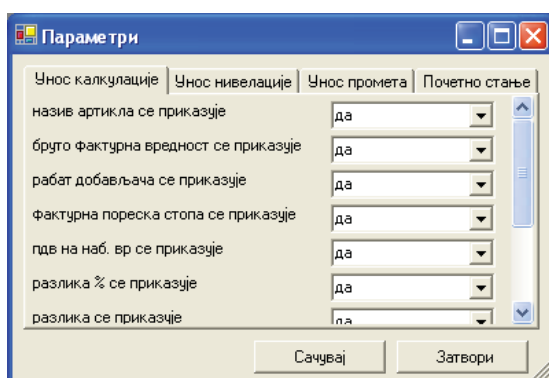 Параметри
Унос калкулације Унос нивелације Унос промета Почетно стање
назив артикла се приказује да
бруто фактурна вредност се приказује да
рабат добављача се приказује да
фактурна пореска стопа се приказује да
пдв на наб. вр се приказује да
разлика % се приказује да
разлика се приказује да
Сачувај Затвори